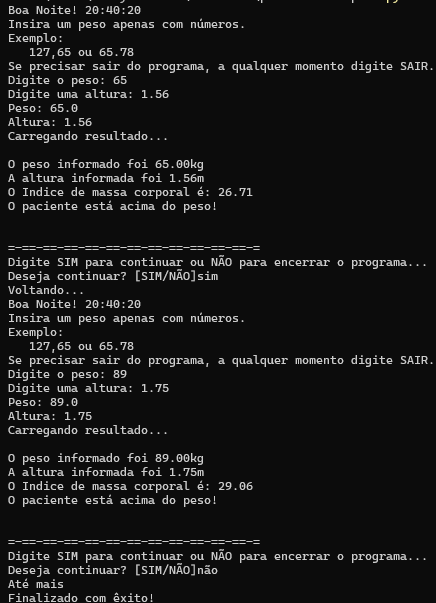 Boa Noite! 20:40:20
Insira um peso apenas com números.
Exemplo:
127,65 ou 65.78
Se precisar sair do programa, a qualquer momento digite SAIR.
Digite o peso: 65
Digite uma altura: 1.56
Peso: 65.0
Altura: 1.56
Carregando resultado...
O peso informado foi 65.00kg
A altura informada foi 1.56m
O Indice de massa corporal é: 26.71
O paciente está acima do peso!
=-==-==-==-==-==-==-==-==-==-==-==-=
Digite SIM para continuar ou NÃO para encerrar o programa...
Deseja continuar? [SIM/NÃO]sim
Voltando...
Boa Noite! 20:40:20
Insira um peso apenas com números.
Exemplo:
127,65 ou 65.78
Se precisar sair do programa, a qualquer momento digite SAIR.
Digite o peso: 89
Digite uma altura: 1.75
Peso: 89.0
Altura: 1.75
Carregando resultado...
O peso informado foi 89.00kg
A altura informada foi 1.75m
O Indice de massa corporal é: 29.06
O paciente está acima do peso!
=-==-==-==-==-==-==-==-==-==-==-==-=
Digite SIM para continuar ou NÃO para encerrar o programa...
Deseja continuar? [SIM/NÃO]não
Até mais
Finalizado com êxito!